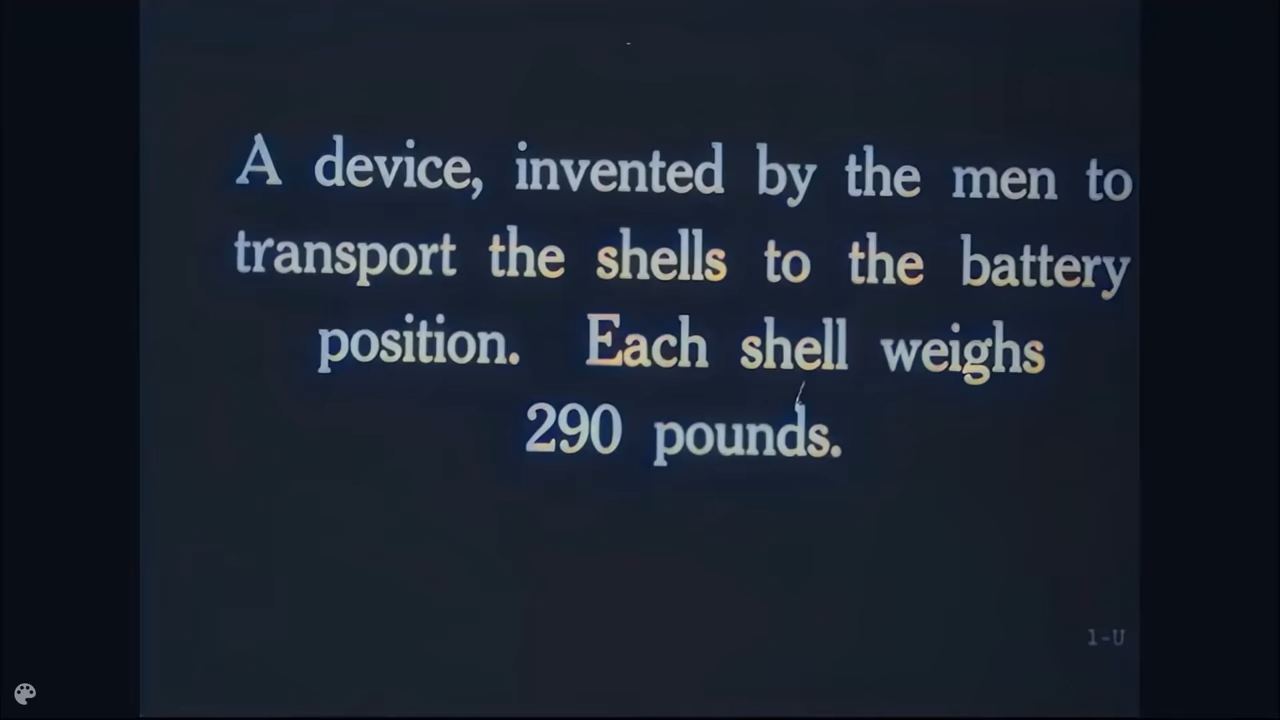 A device, invented by the men to
transport the shells to the battery
position. Each shell weighs
290 pounds.
1-U